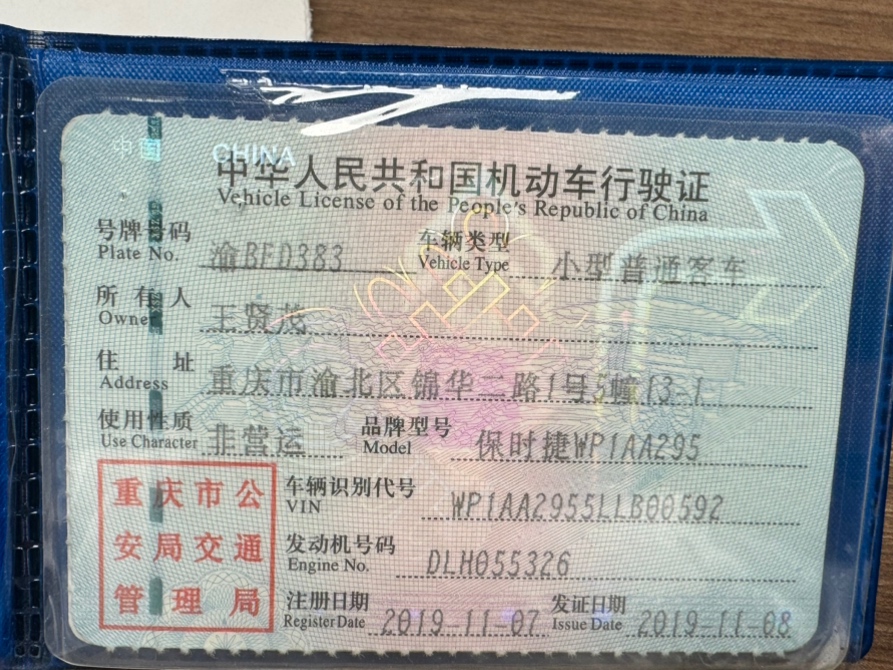 中国 CHINA
中华人民共和国机动车行驶证
Vehicle License of the People's Republic of China
号牌号码 渝BFD383 车辆类型 小型普通客车
Plate No. Vehicle Type
所有人 王贤茂
Owner
住址 重庆市渝北区锦华二路1号5幢13-1
Address
使用性质 非营运 品牌型号 保时捷WP1AA295
Use Character Model
重庆市公 车辆识别代号 WP1AA2955LLB00592
VIN
安局交通 发动机号码 DLH055326
Engine No.
管理局 注册日期 2019-11-07 发证日期 2019-11-08
Register Date Issue Date